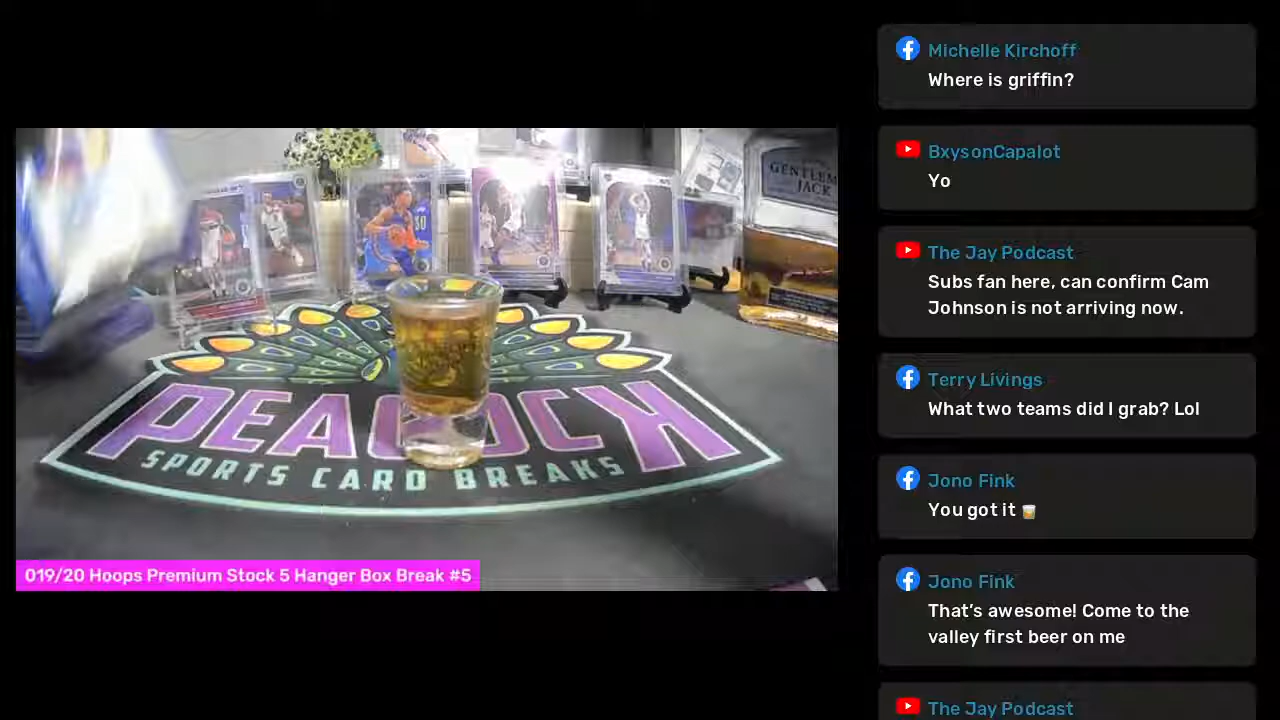 Michelle Kirchoff
Where is griffin?
BxysonCapalot
Yo
The Jay Podcast
Subs fan here, can confirm Cam
Johnson is not arriving now.
Terry Livings
What two teams did I grab? Lol
Jono Fink
You got it
Jono Fink
That's awesome! Come to the
valley first beer on me
The Jay Podcast
GENTLEM
JACK
PEACOCK
SPORTS CARD BREAKS
019/20 Hoops Premium Stock 5 Hanger Box Break #5